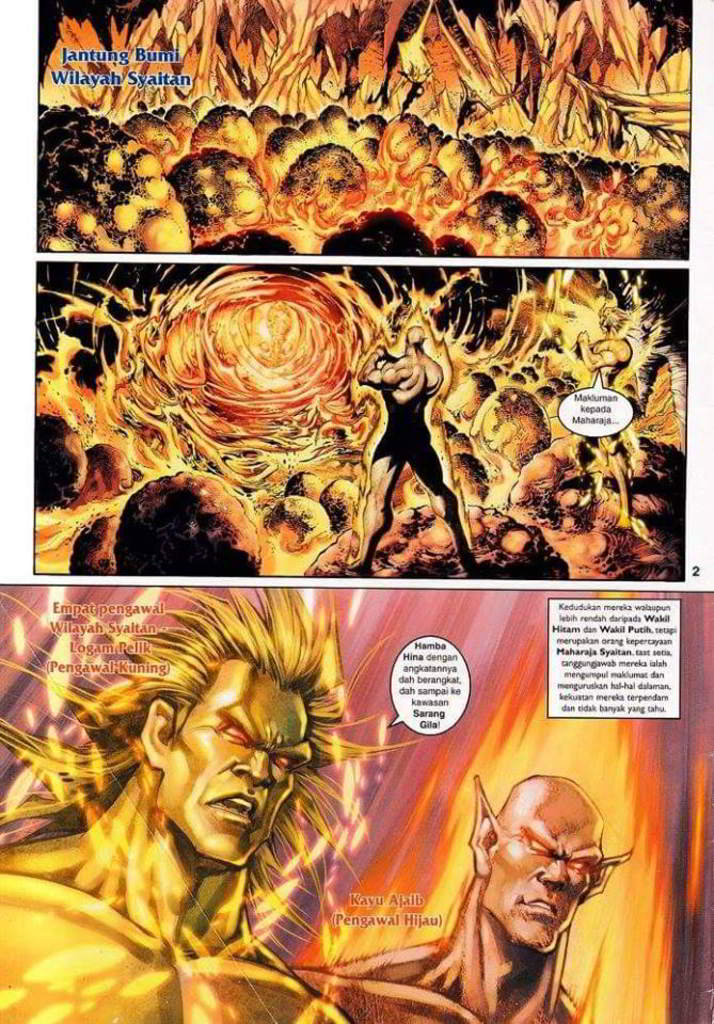 Jantung Bumi
Wilayah Syaitan
Makluman
kepada
Maharaja...
2
Empat pengawal
Wilayah Syaitan -
Logam Pelik
(Pengawal Kuning)
Hamba
Hina dengan
angkatannya
dah berangkat,
dah sampai ke
kawasan
Sarang
Gila!
Kedudukan mereka walaupun
lebih rendah daripada Wakil
Hitam dan Wakil Putih, tetapi
merupakan orang kepercayaan
Maharaja Syaitan, taat setia,
tanggungjawab mereka ialah
mengumpul maklumat dan
menguruskan hal-hal dalaman,
kekuatan mereka terpendam
dan tidak banyak yang tahu.
Kayu Ajaib
(Pengawal Hijau)